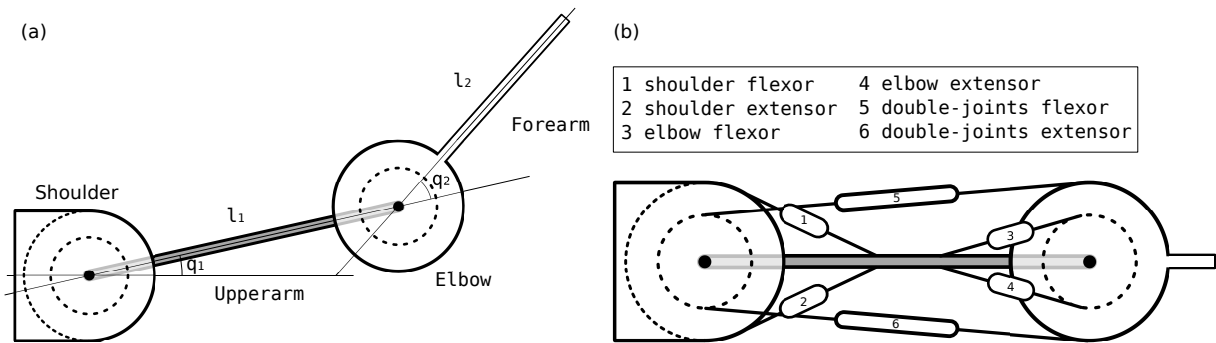 (a)
l₂
Forearm
q₂
Shoulder
l₁
q₁
Upperarm
Elbow
(b)
1 shoulder flexor 4 elbow extensor
2 shoulder extensor 5 double-joints flexor
3 elbow flexor 6 double-joints extensor
5
1
3
4
2
6